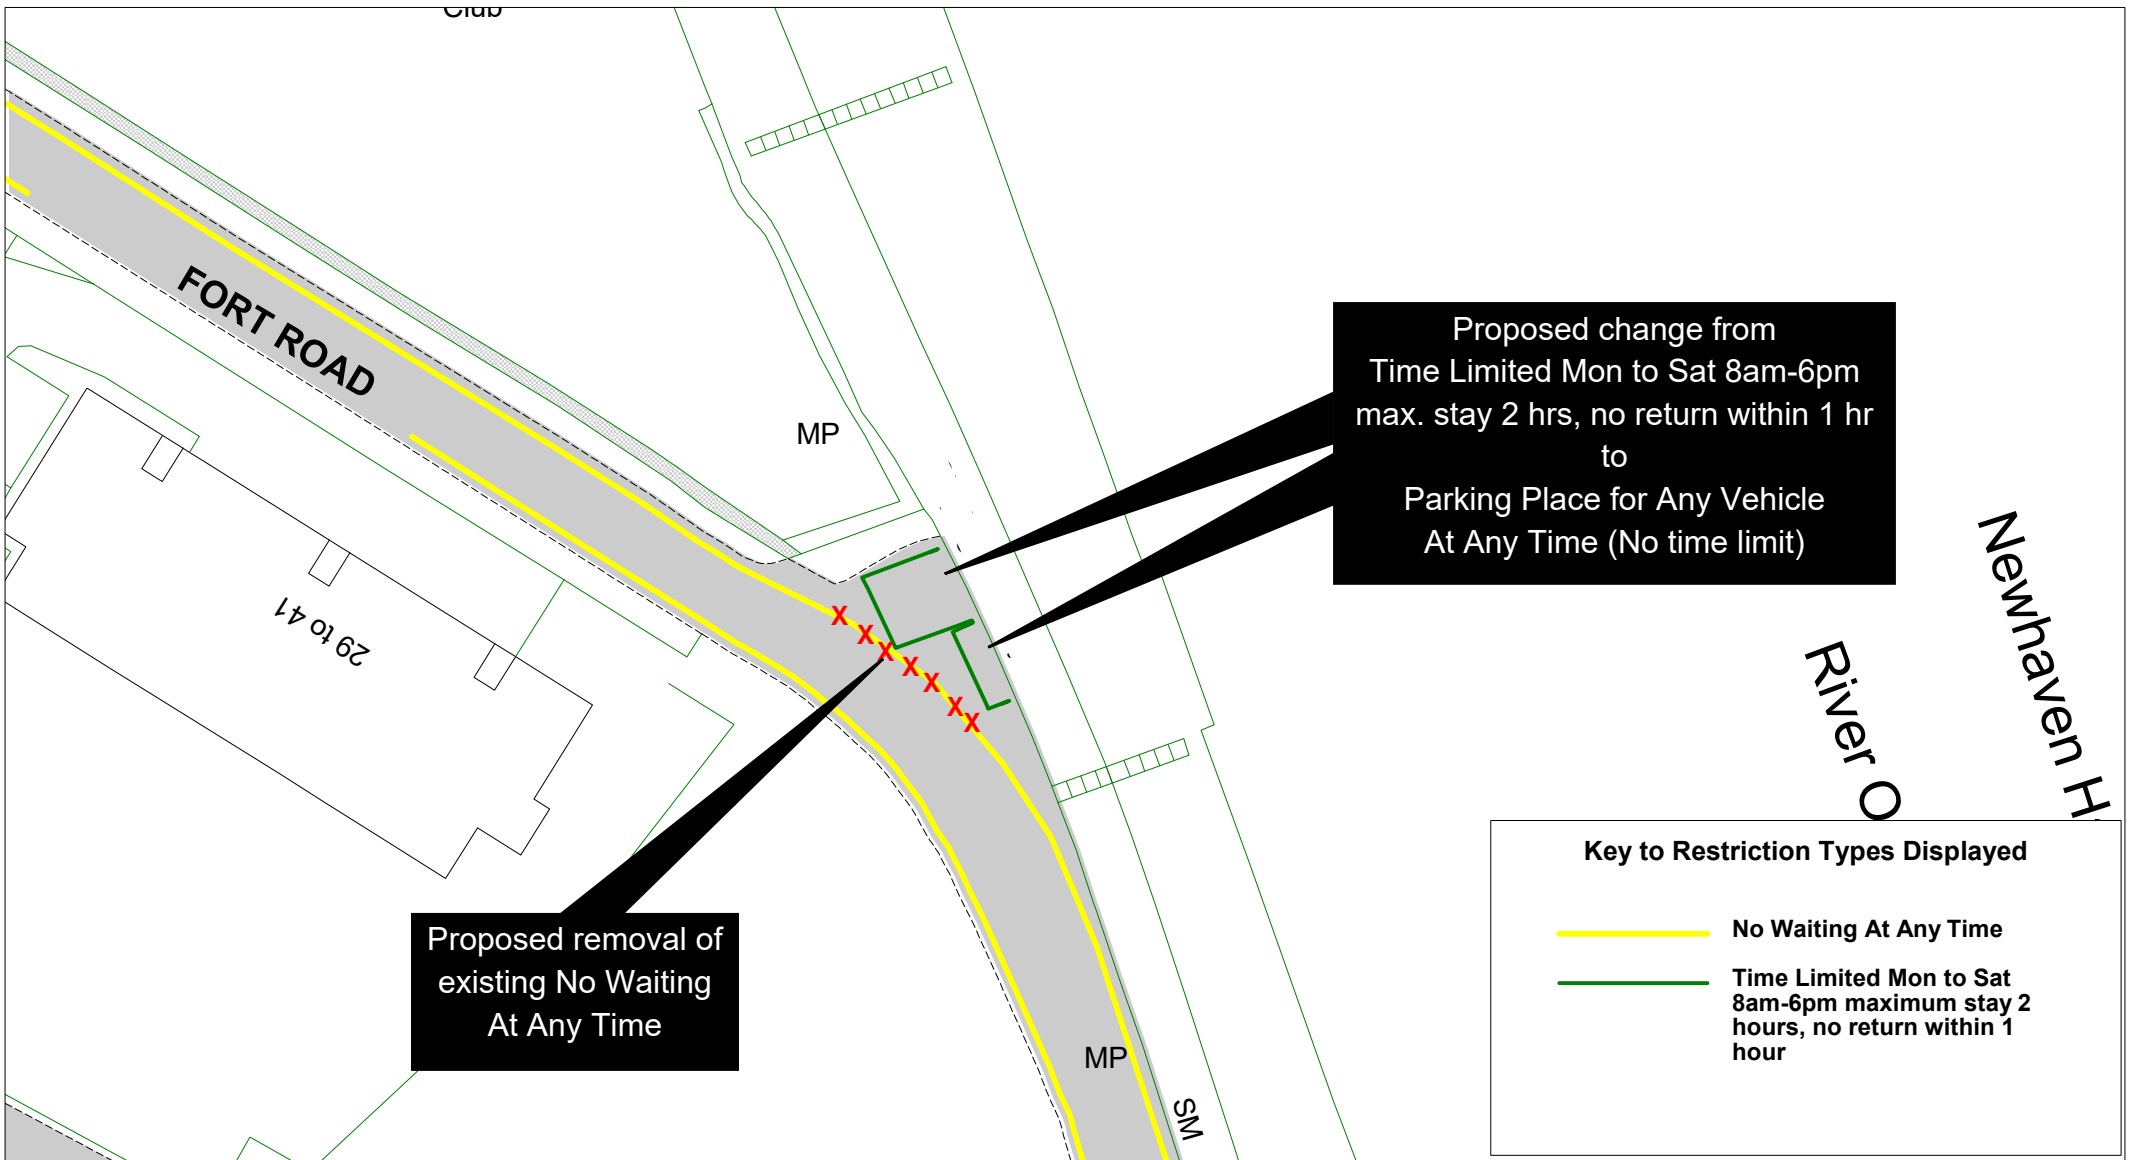 Club
FORT ROAD
MP
29 to 41
Proposed change from
Time Limited Mon to Sat 8am-6pm
max. stay 2 hrs, no return within 1 hr
to
Parking Place for Any Vehicle
At Any Time (No time limit)
X
X
X
X
X
X
X
Newhaven H
River O
Proposed removal of
existing No Waiting
At Any Time
MP
SM
Key to Restriction Types Displayed
No Waiting At Any Time
Time Limited Mon to Sat
8am-6pm maximum stay 2
hours, no return within 1
hour